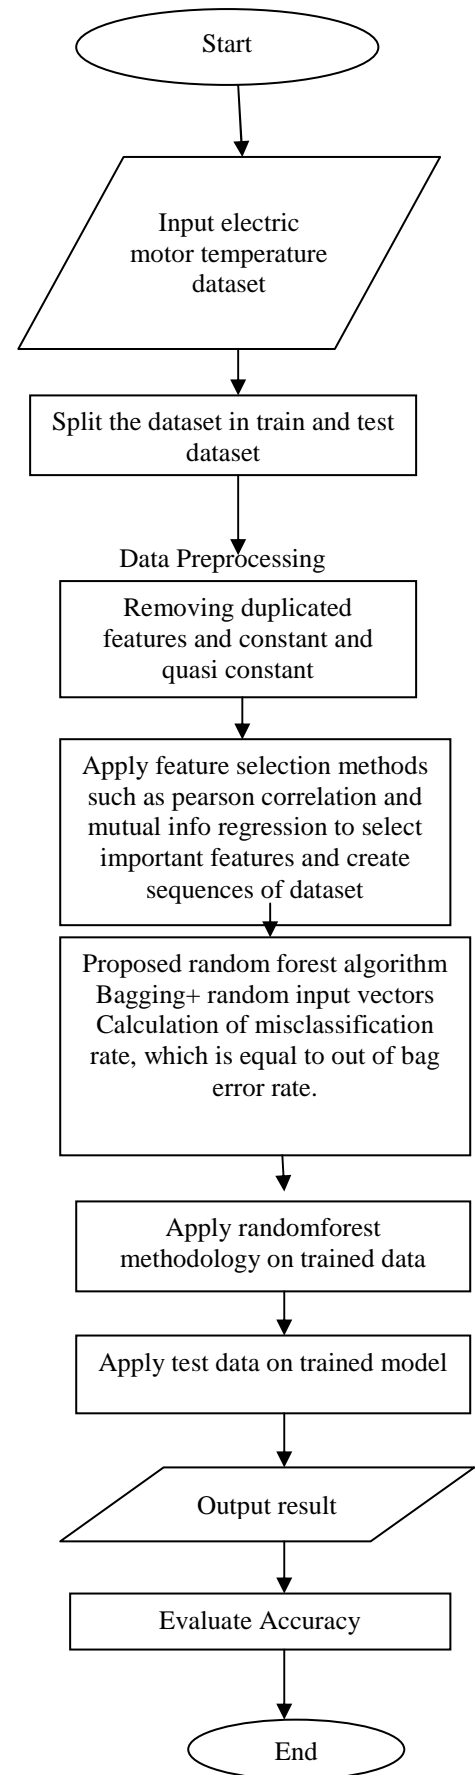 Start
Input electric
motor temperature
dataset
Split the dataset in train and test
dataset
Data Preprocessing
Removing duplicated
features and constant and
quasi constant
Apply feature selection methods
such as pearson correlation and
mutual info regression to select
important features and create
sequences of dataset
Proposed random forest algorithm
Bagging+ random input vectors
Calculation of misclassification
rate, which is equal to out of bag
error rate.
Apply randomforest
methodology on trained data
Apply test data on trained model
Output result
Evaluate Accuracy
End